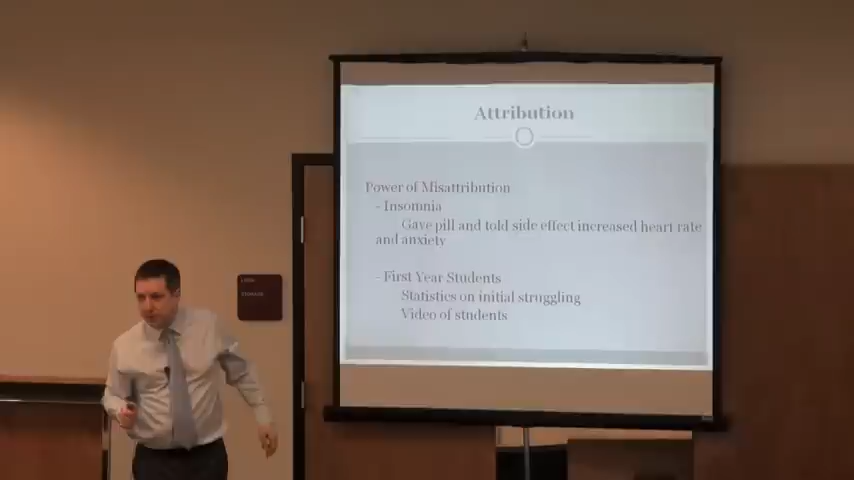 Attribution
Power of Misattribution
- Insomnia
Gave pill and told side effect increased heart rate
and anxiety
- First Year Students
Statistics on initial struggling
Video of students